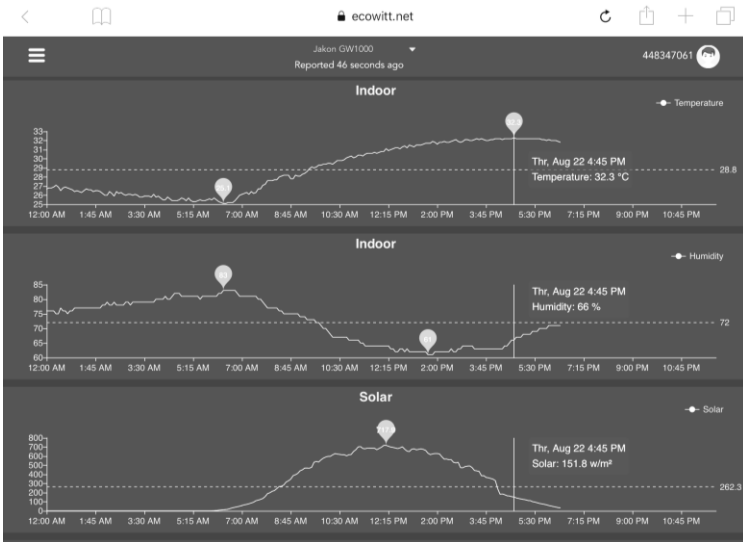 ecowitt.net
Jakon GW1000
Reported 46 seconds ago
448347061
Indoor
Temperature
33
32
31
30
29
28
27
26
25
32.3
25.1
28.8
Thr, Aug 22 4:45 PM
Temperature: 32.3 °C
12:00 AM 1:45 AM 3:30 AM 5:15 AM 7:00 AM 8:45 AM 10:30 AM 12:15 PM 2:00 PM 3:45 PM 5:30 PM 7:15 PM 9:00 PM 10:45 PM
Indoor
Humidity
85
80
75
70
65
60
83
61
72
Thr, Aug 22 4:45 PM
Humidity: 66 %
12:00 AM 1:45 AM 3:30 AM 5:15 AM 7:00 AM 8:45 AM 10:30 AM 12:15 PM 2:00 PM 3:45 PM 5:30 PM 7:15 PM 9:00 PM 10:45 PM
Solar
Solar
800
700
600
500
400
300
200
100
0
262.3
Thr, Aug 22 4:45 PM
Solar: 151.8 w/m²
12:00 AM 1:45 AM 3:30 AM 5:15 AM 7:00 AM 8:45 AM 10:30 AM 12:15 PM 2:00 PM 3:45 PM 5:30 PM 7:15 PM 9:00 PM 10:45 PM